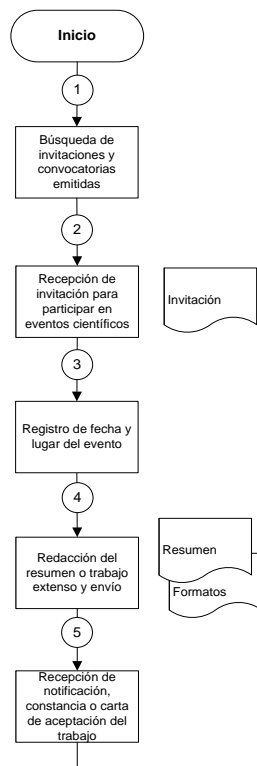 Inicio
1
Búsqueda de
invitaciones y
convocatorias
emitidas
2
Recepción de
invitación para
participar en
eventos científicos
Invitación
3
Registro de fecha y
lugar del evento
4
Redacción del
resumen o trabajo
extenso y envío
Resumen
Formatos
5
Recepción de
notificación,
constancia o carta
de aceptación del
trabajo